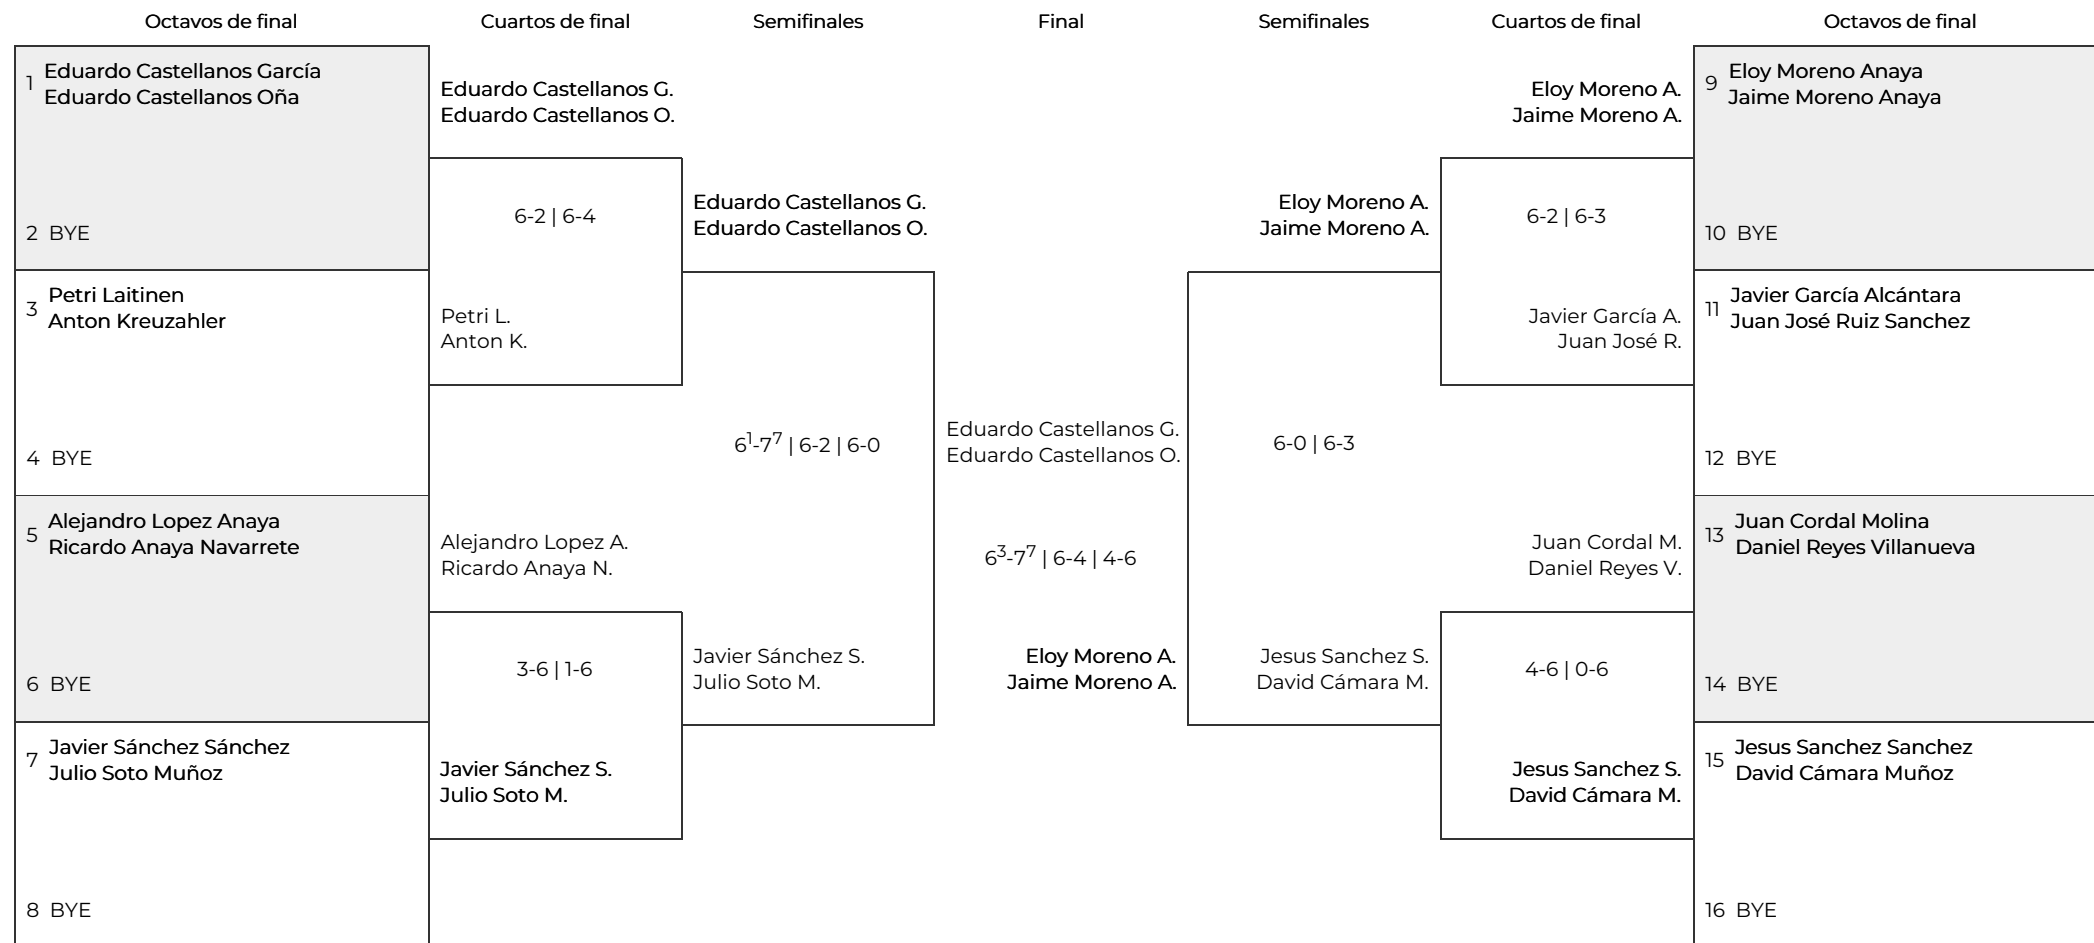 Octavos de final
Cuartos de final
Semifinales
Final
Semifinales
Cuartos de final
Octavos de final
1 Eduardo Castellanos García
Eduardo Castellanos Oña
2 BYE
3 Petri Laitinen
Anton Kreuzahler
4 BYE
5 Alejandro Lopez Anaya
Ricardo Anaya Navarrete
6 BYE
7 Javier Sánchez Sánchez
Julio Soto Muñoz
8 BYE
Eduardo Castellanos G.
Eduardo Castellanos O.
6-2 | 6-4
Petri L.
Anton K.
Alejandro Lopez A.
Ricardo Anaya N.
3-6 | 1-6
Javier Sánchez S.
Julio Soto M.
Eduardo Castellanos G.
Eduardo Castellanos O.
6¹-7⁷ | 6-2 | 6-0
Javier Sánchez S.
Julio Soto M.
Eduardo Castellanos G.
Eduardo Castellanos O.
6³-7⁷ | 6-4 | 4-6
Eloy Moreno A.
Jaime Moreno A.
Eloy Moreno A.
Jaime Moreno A.
6-0 | 6-3
Jesus Sanchez S.
David Cámara M.
Eloy Moreno A.
Jaime Moreno A.
6-2 | 6-3
Javier García A.
Juan José R.
Juan Cordal M.
Daniel Reyes V.
4-6 | 0-6
Jesus Sanchez S.
David Cámara M.
9 Eloy Moreno Anaya
Jaime Moreno Anaya
10 BYE
11 Javier García Alcántara
Juan José Ruiz Sanchez
12 BYE
13 Juan Cordal Molina
Daniel Reyes Villanueva
14 BYE
15 Jesus Sanchez Sanchez
David Cámara Muñoz
16 BYE